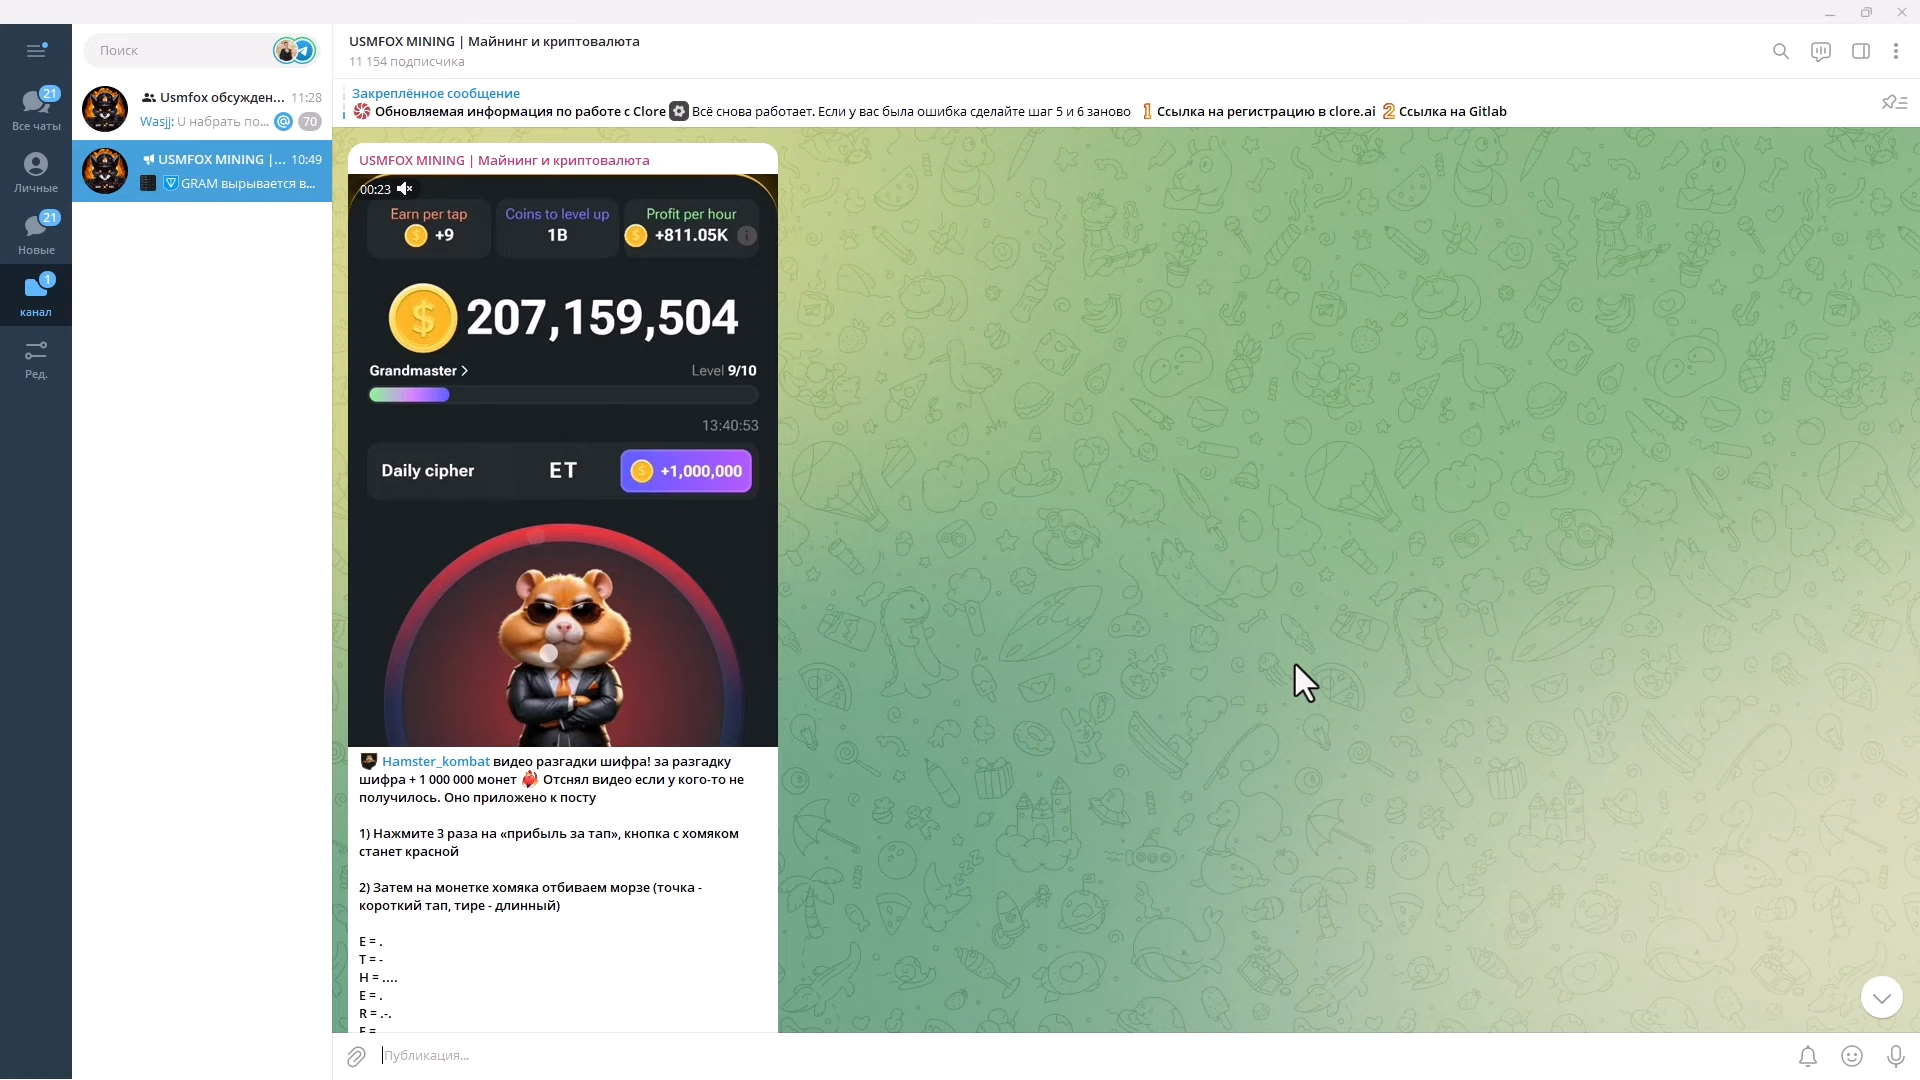 Поиск
21
Все чаты
Личные
21
Новые
1
канал
Ред.
Usmfox обсужден... 11:28
Wasjj: U набрать по... @ 70
USMFOX MINING |... 10:49
GRAM вырывается в...
USMFOX MINING | Майнинг и криптовалюта
11 154 подписчика
Закреплённое сообщение
Обновляемая информация по работе с Clore Всё снова работает. Если у вас была ошибка сделайте шаг 5 и 6 заново 1 Ссылка на регистрацию в clore.ai 2 Ссылка на Gitlab
USMFOX MINING | Майнинг и криптовалюта
00:23
Earn per tap Coins to level up Profit per hour
+9 1B +811.05K
207,159,504
Grandmaster > Level 9/10
13:40:53
Daily cipher ET +1,000,000
Hamster_kombat видео разгадки шифра! за разгадку
шифра + 1 000 000 монет Отснял видео если у кого-то не
получилось. Оно приложено к посту
1) Нажмите 3 раза на «прибыль за тап», кнопка с хомяком
станет красной
2) Затем на монетке хомяка отбиваем морзе (точка -
короткий тап, тире - длинный)
E = .
T = -
H = ....
E = .
R = .-.
E =
Публикация...